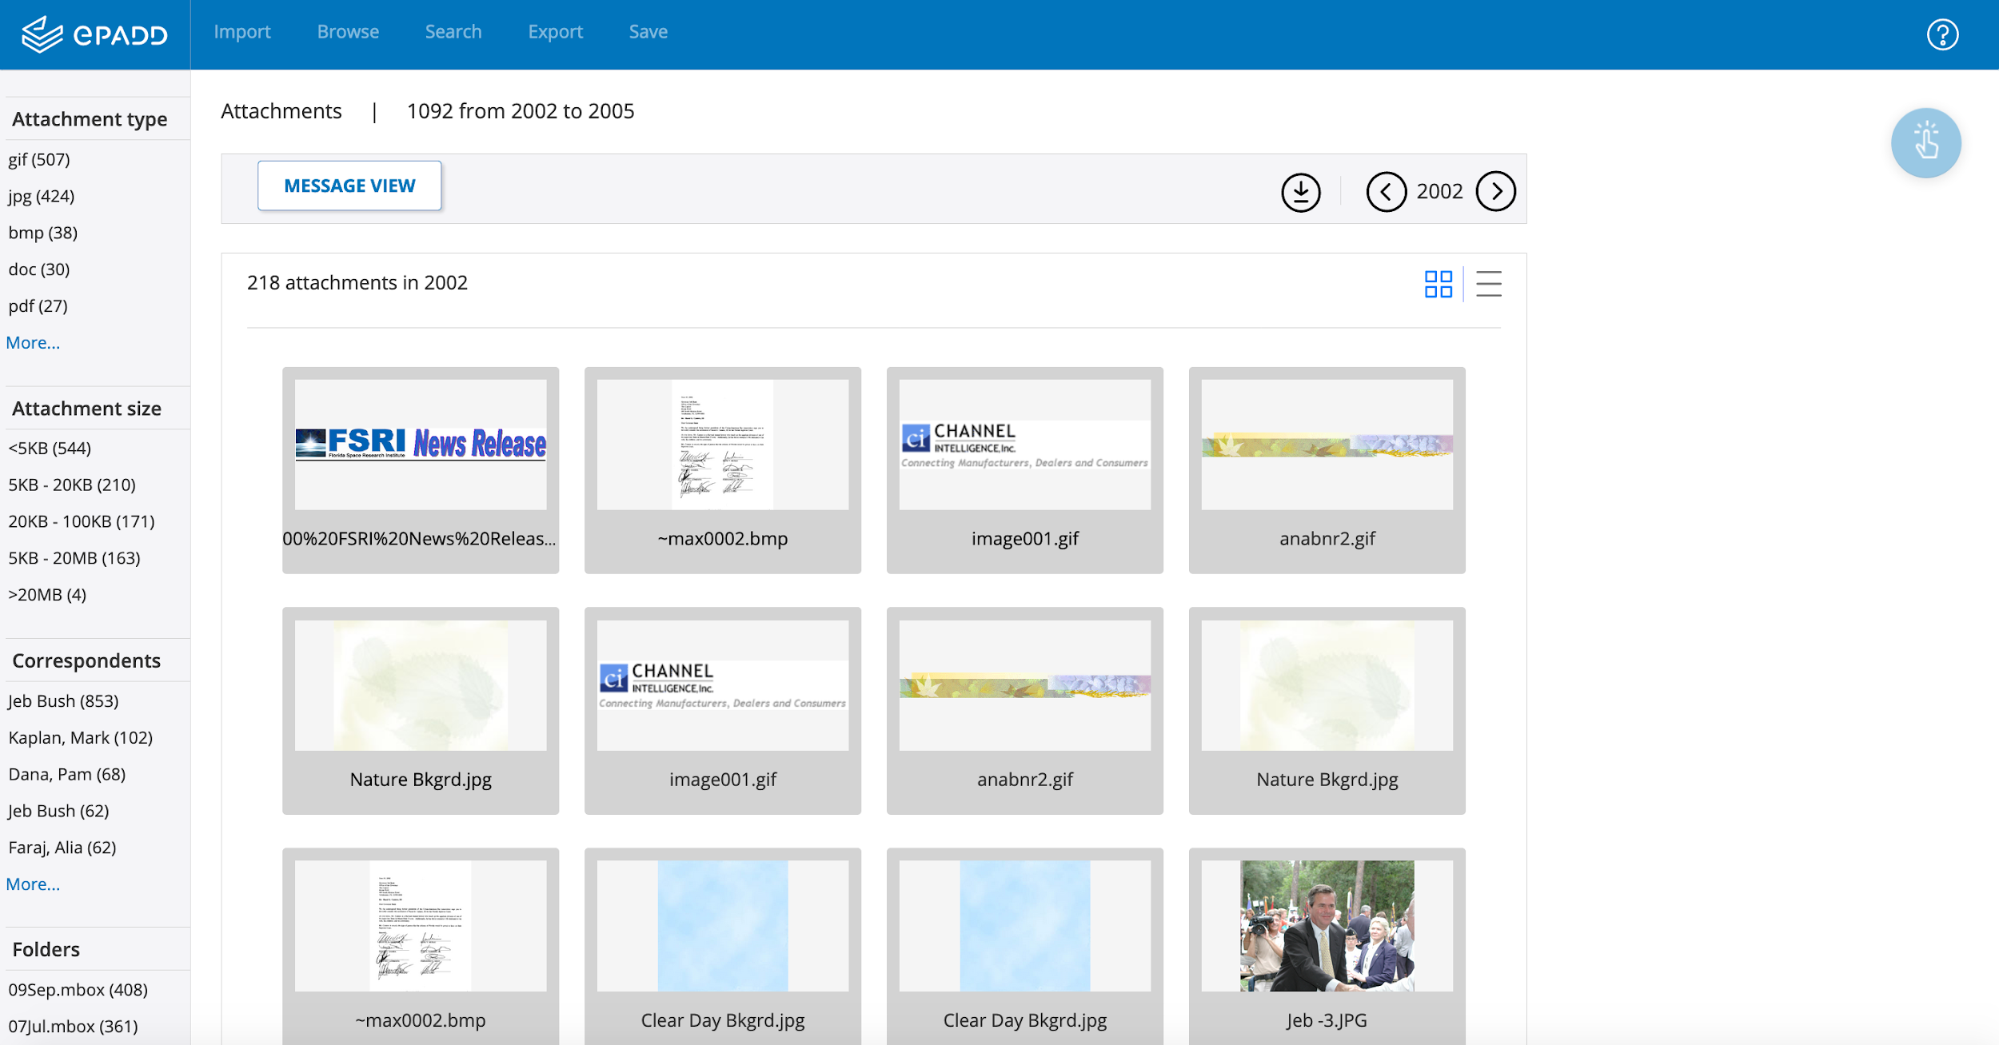 ePADD
Import Browse Search Export Save
?
Attachment type
gif (507)
jpg (424)
bmp (38)
doc (30)
pdf (27)
More...
Attachment size
<5KB (544)
5KB - 20KB (210)
20KB - 100KB (171)
5KB - 20MB (163)
>20MB (4)
Correspondents
Jeb Bush (853)
Kaplan, Mark (102)
Dana, Pam (68)
Jeb Bush (62)
Faraj, Alia (62)
More...
Folders
09Sep.mbox (408)
07Jul.mbox (361)
Attachments | 1092 from 2002 to 2005
MESSAGE VIEW
2002
218 attachments in 2002
FSRI News Release
Florida Space Research Institute
ci CHANNEL
INTELLIGENCE, Inc.
Connecting Manufacturers, Dealers and Consumers
00%20FSRI%20News%20Releas...
~max0002.bmp
image001.gif
anabnr2.gif
ci CHANNEL
INTELLIGENCE, Inc.
Connecting Manufacturers, Dealers and Consumers
Nature Bkgrd.jpg
image001.gif
anabnr2.gif
Nature Bkgrd.jpg
~max0002.bmp
Clear Day Bkgrd.jpg
Clear Day Bkgrd.jpg
Jeb -3.JPG